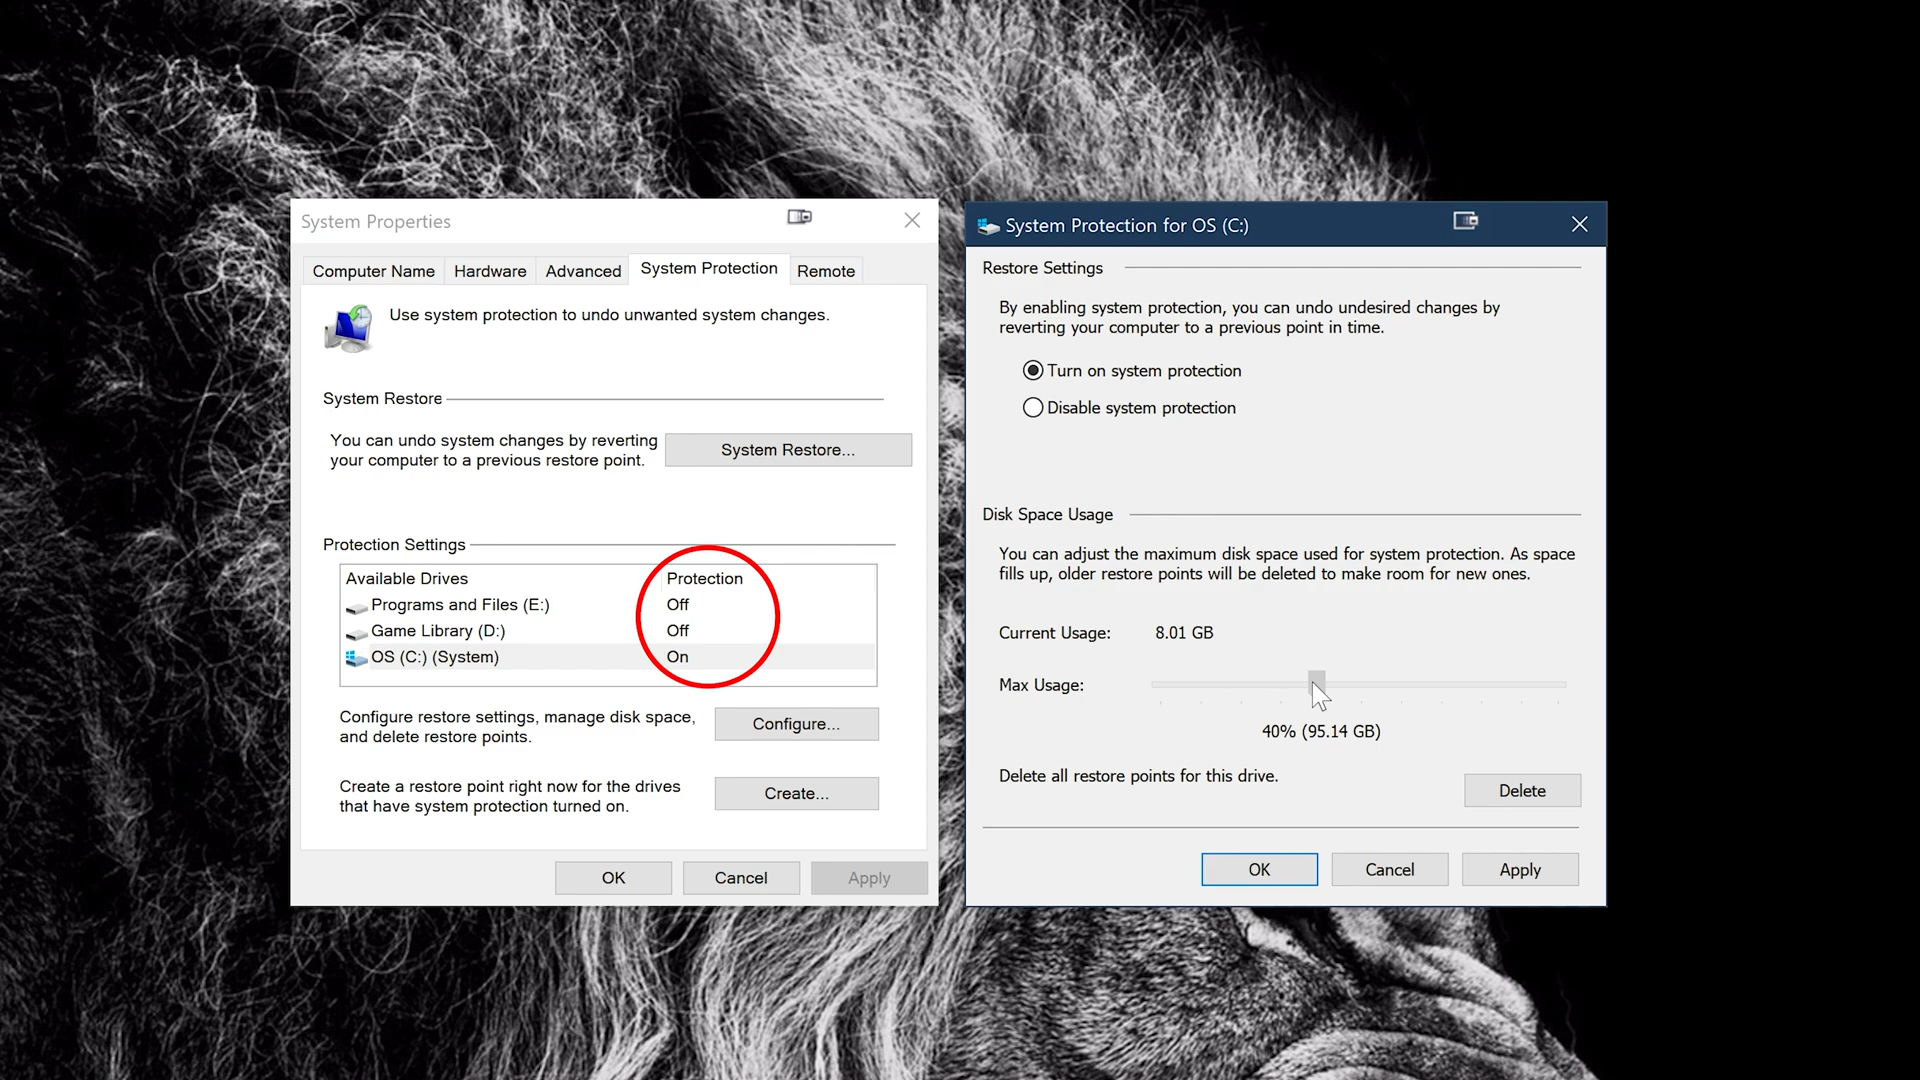 System Properties
Computer Name
Hardware
Advanced
System Protection
Remote
Use system protection to undo unwanted system changes.
System Restore
You can undo system changes by reverting
your computer to a previous restore point.
System Restore...
Protection Settings
Available Drives
Protection
Programs and Files (E:)
Off
Game Library (D:)
Off
OS (C:) (System)
On
Configure restore settings, manage disk space,
and delete restore points.
Configure...
Create a restore point right now for the drives
that have system protection turned on.
Create...
OK
Cancel
Apply
System Protection for OS (C:)
Restore Settings
By enabling system protection, you can undo undesired changes by
reverting your computer to a previous point in time.
Turn on system protection
Disable system protection
Disk Space Usage
You can adjust the maximum disk space used for system protection. As space
fills up, older restore points will be deleted to make room for new ones.
Current Usage:
8.01 GB
Max Usage:
40% (95.14 GB)
Delete all restore points for this drive.
Delete
OK
Cancel
Apply